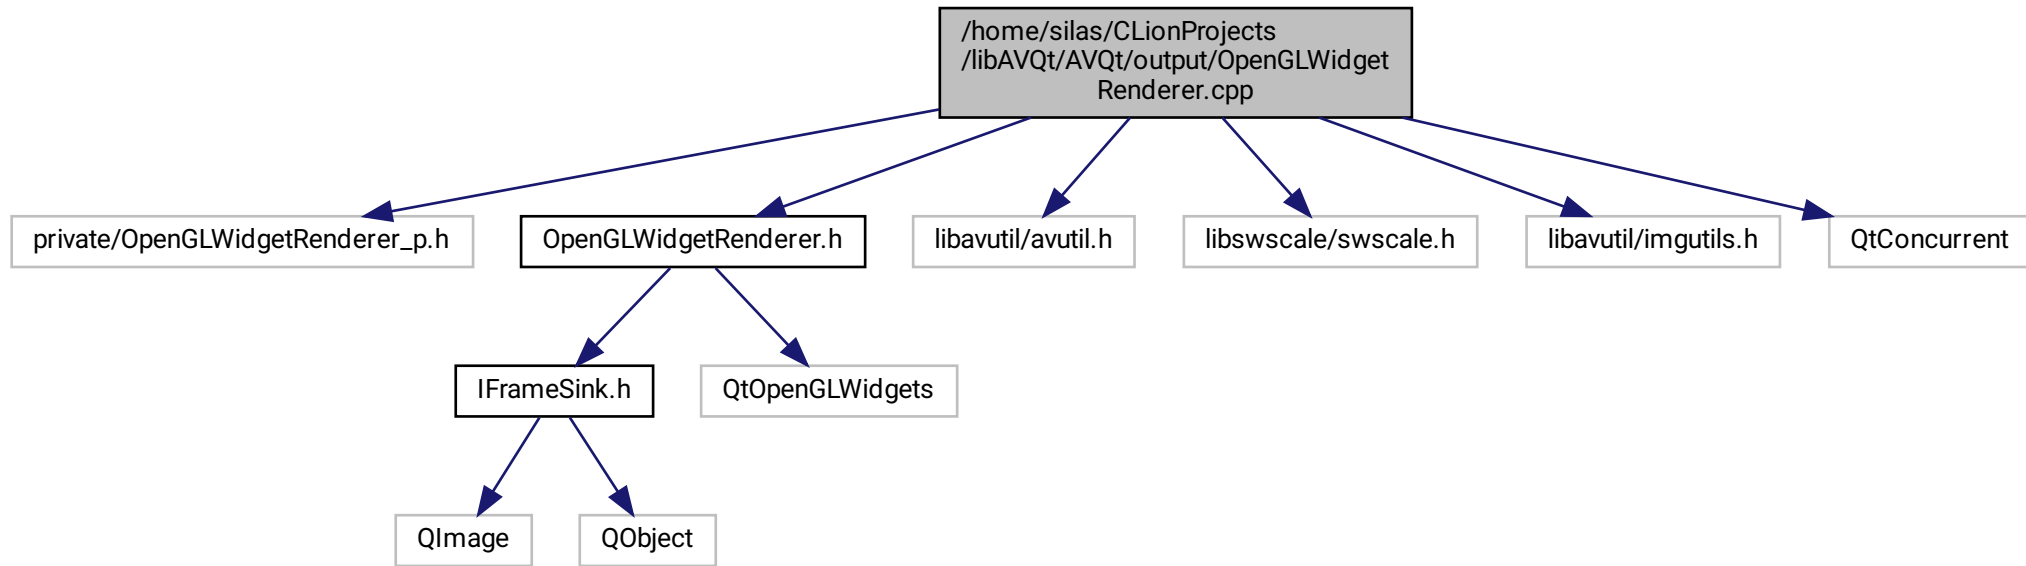 /home/silas/CLionProjects
/libAVQt/AVQt/output/OpenGLWidget
Renderer.cpp
private/OpenGLWidgetRenderer_p.h
OpenGLWidgetRenderer.h
libavutil/avutil.h
libswscale/swscale.h
libavutil/imgutils.h
QtConcurrent
IFrameSink.h
QtOpenGLWidgets
QImage
QObject